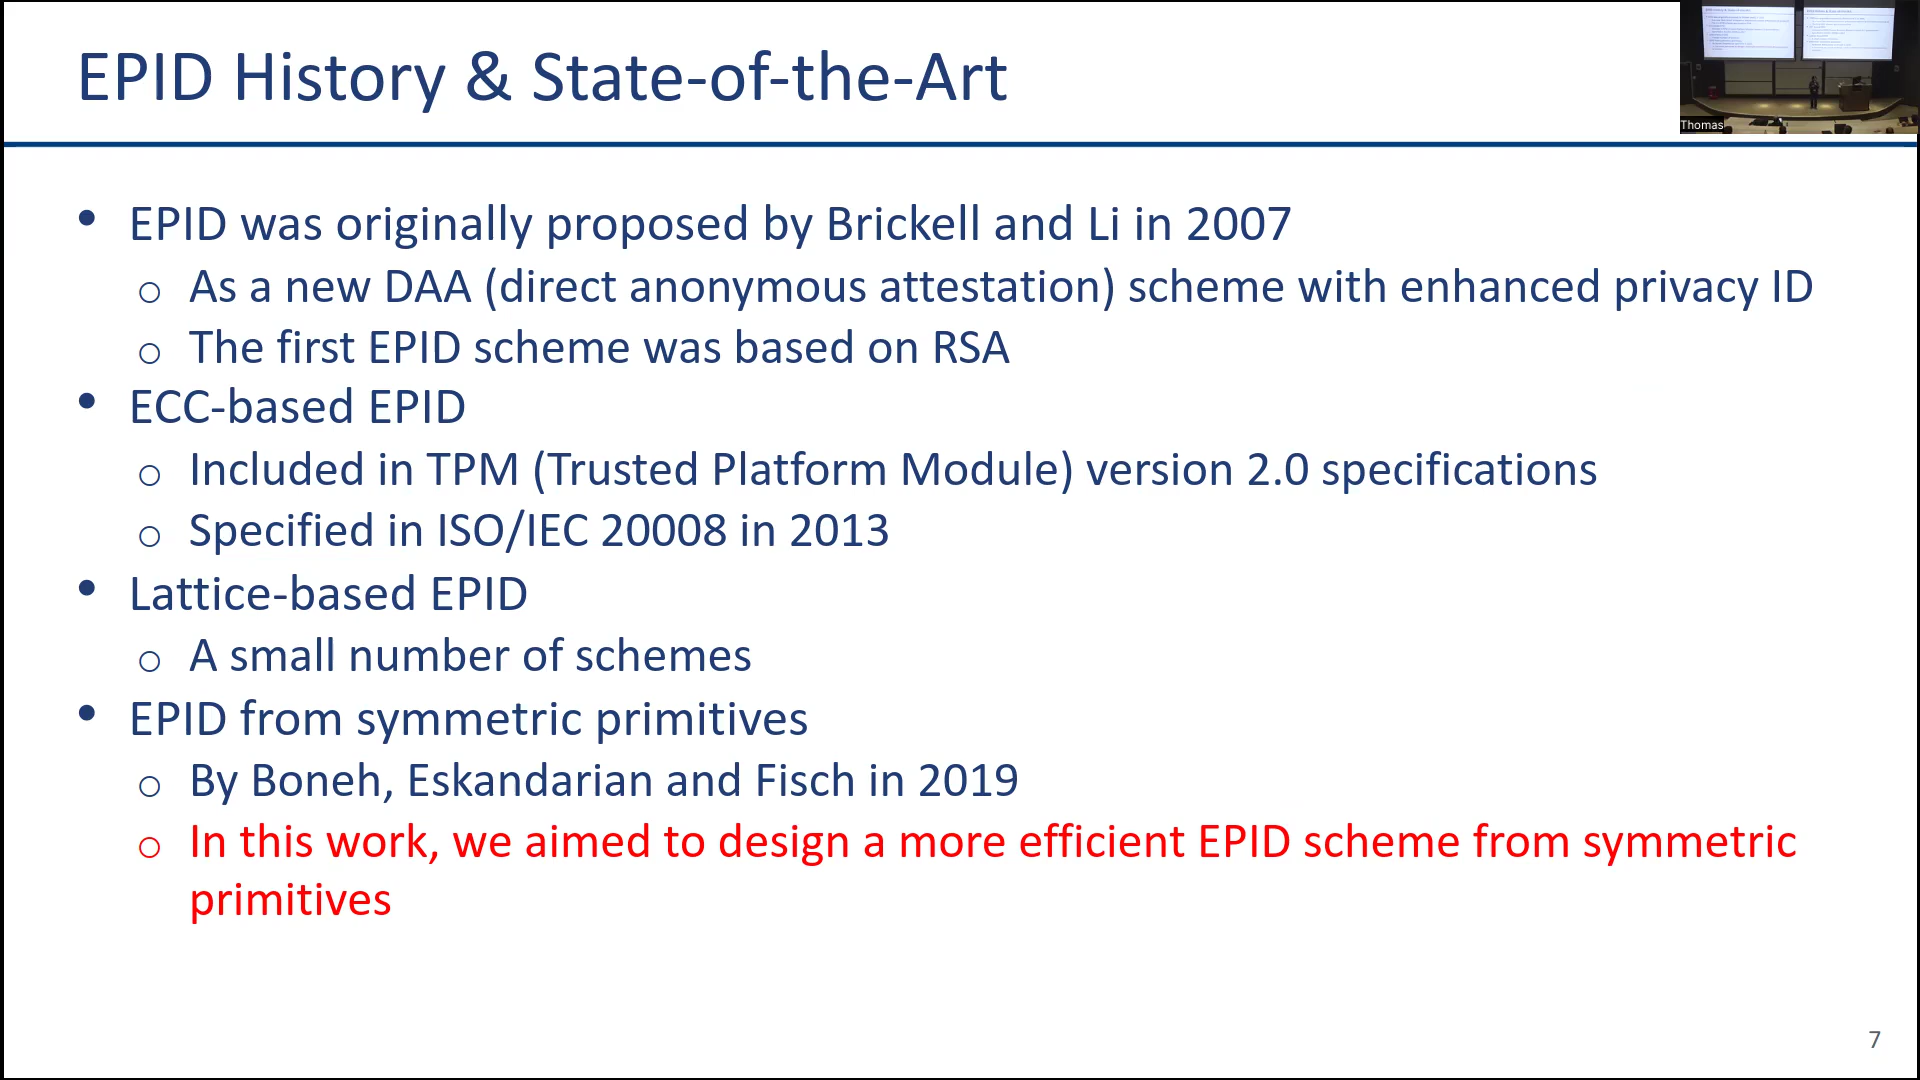 EPID History & State-of-the-Art
Thomas
• EPID was originally proposed by Brickell and Li in 2007
o As a new DAA (direct anonymous attestation) scheme with enhanced privacy ID
o The first EPID scheme was based on RSA
• ECC-based EPID
o Included in TPM (Trusted Platform Module) version 2.0 specifications
o Specified in ISO/IEC 20008 in 2013
• Lattice-based EPID
o A small number of schemes
• EPID from symmetric primitives
o By Boneh, Eskandarian and Fisch in 2019
o In this work, we aimed to design a more efficient EPID scheme from symmetric
primitives
7